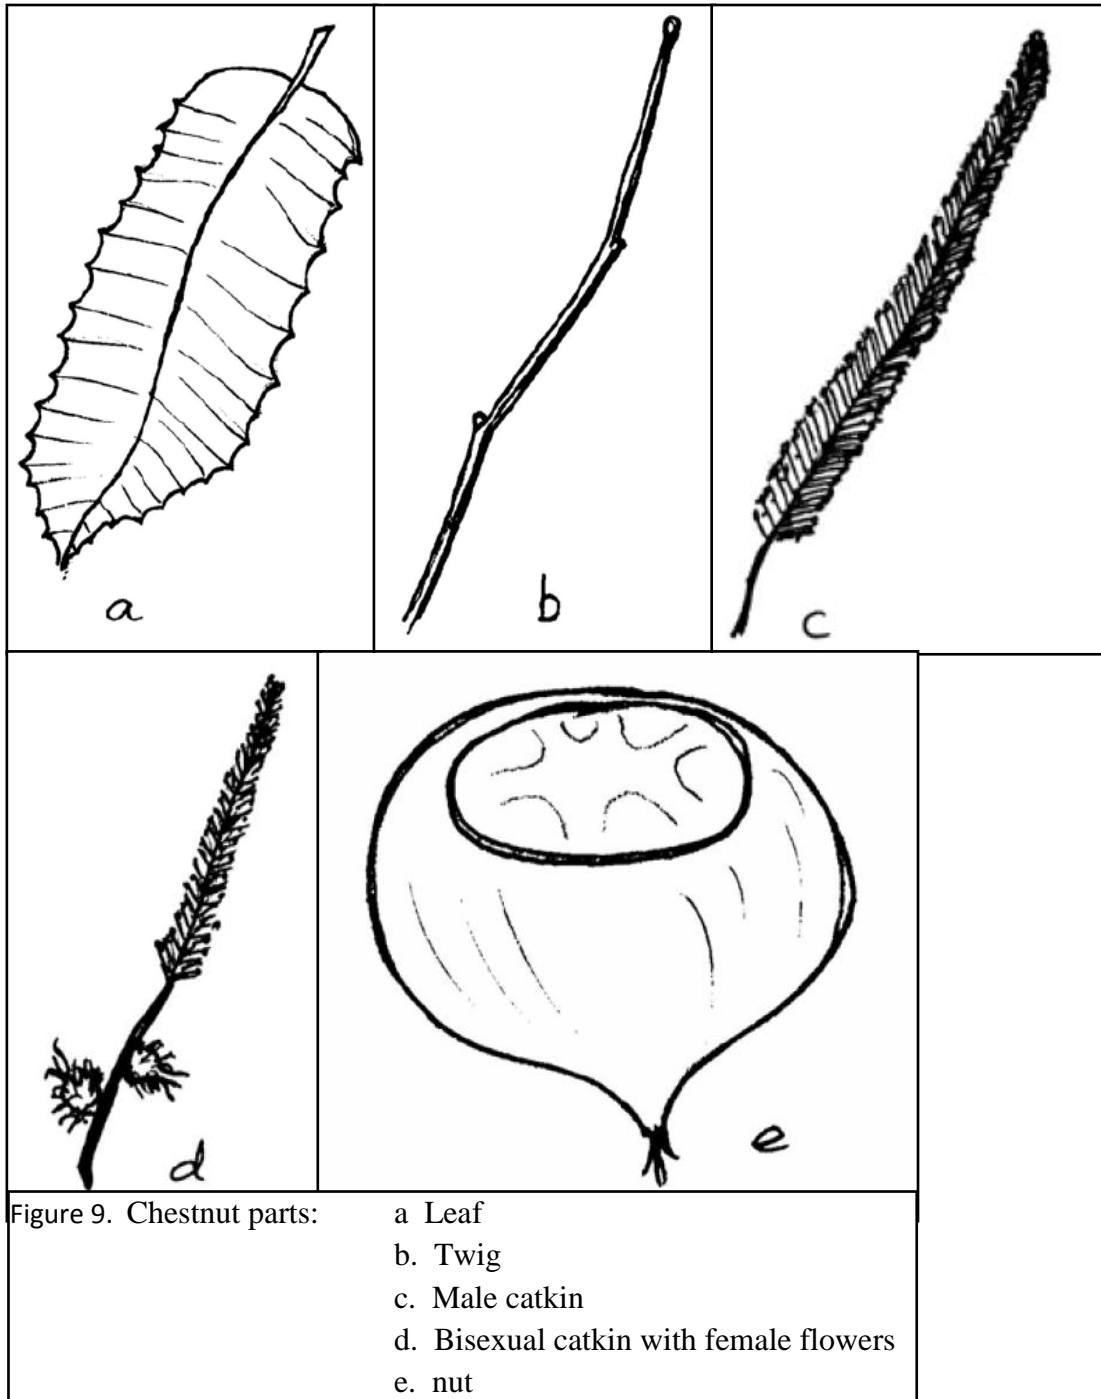 a
b
c
d
e
Figure 9. Chestnut parts: a Leaf
b. Twig
c. Male catkin
d. Bisexual catkin with female flowers
e. nut